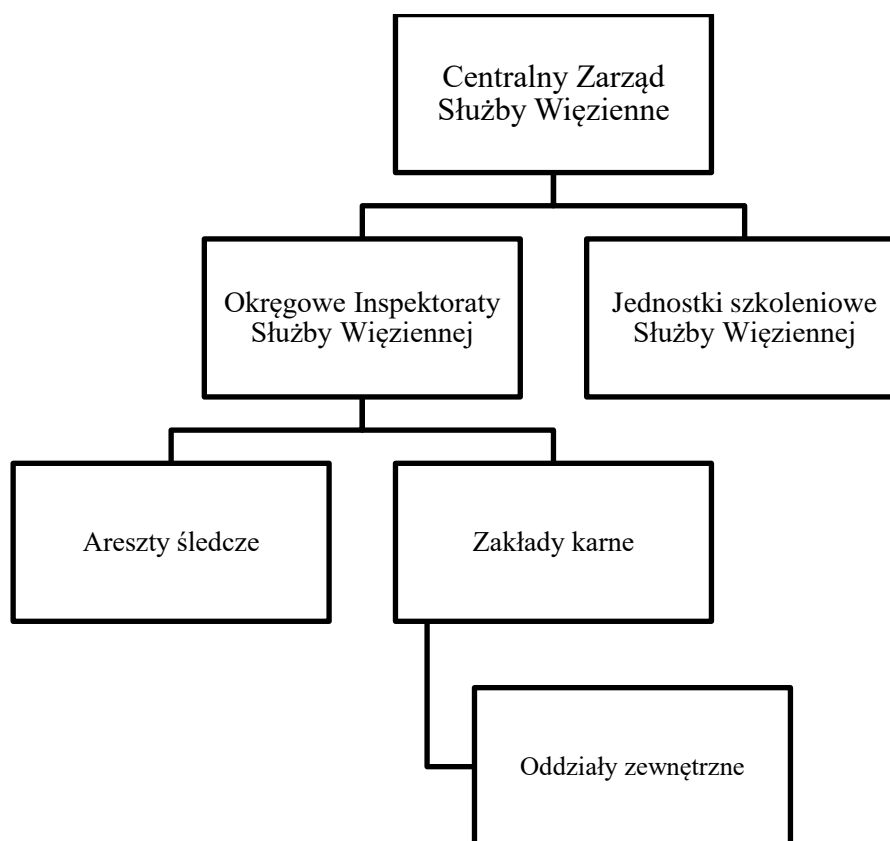 Centralny Zarząd
Służby Więzienne
Okręgowe Inspektoraty
Służby Więziennej
Jednostki szkoleniowe
Służby Więziennej
Areszty śledcze
Zakłady karne
Oddziały zewnętrzne